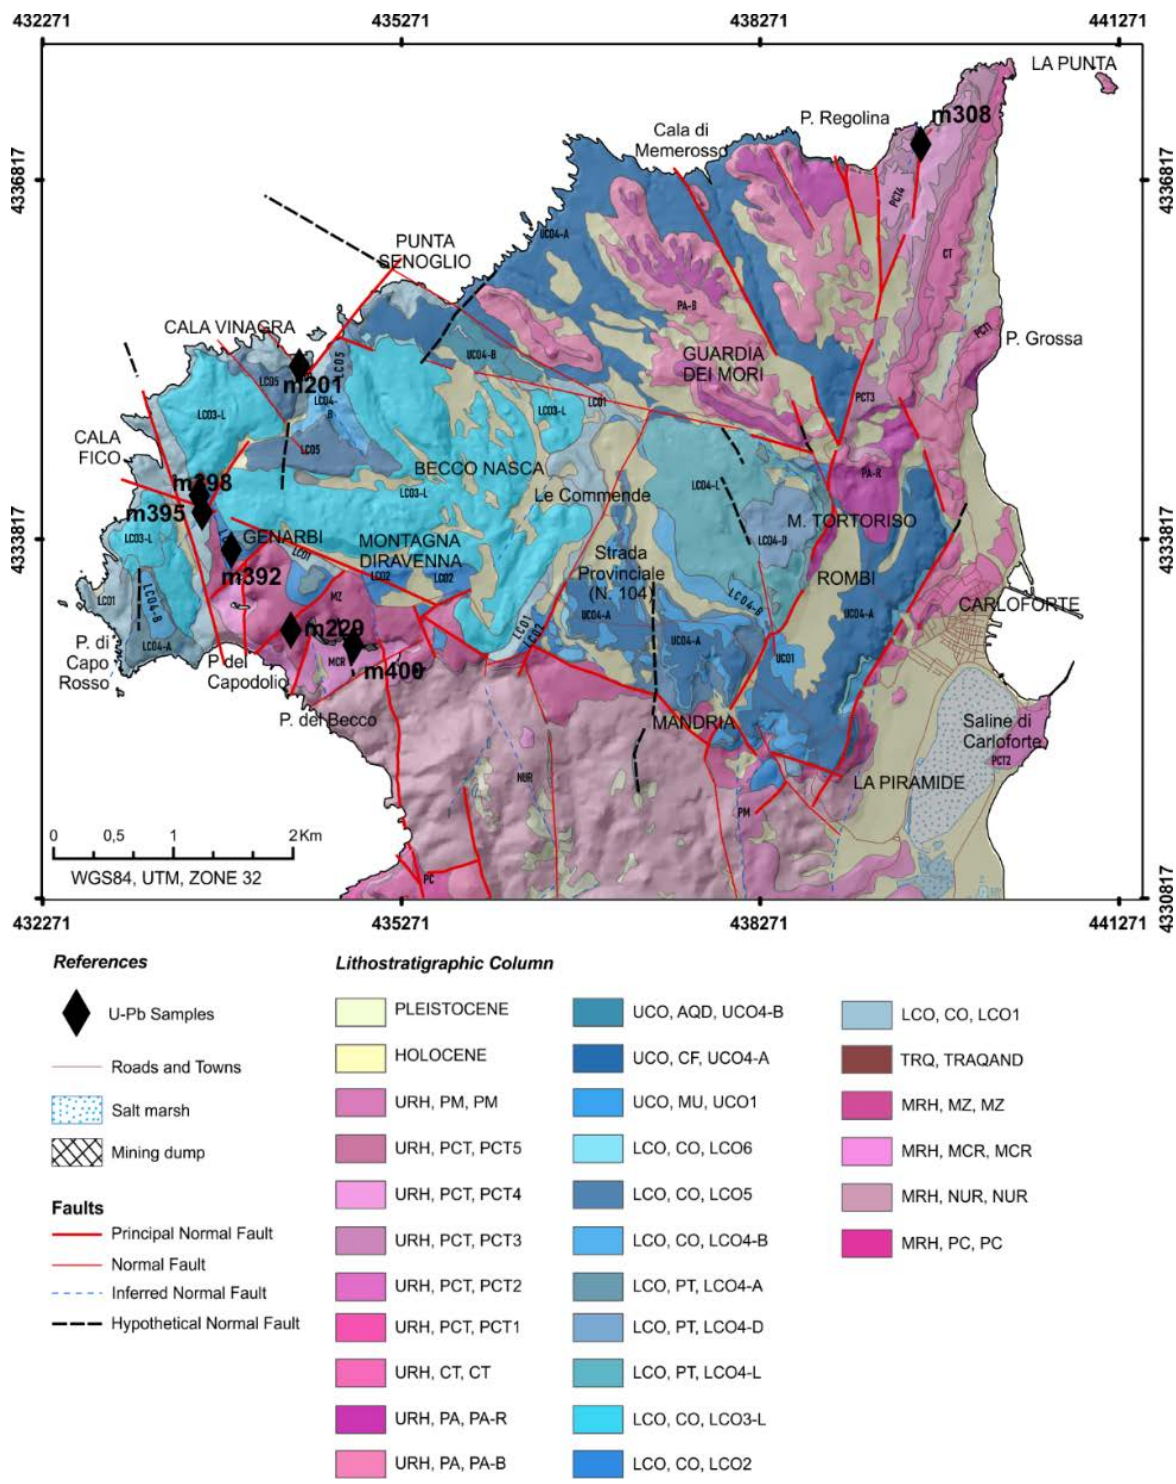 432271
435271
438271
441271
LA PUNTA
m308
P. Regolina
Cala di
Memerosso
4336817
4336817
PCT4
UCO4-A
PUNTA
SENOGLIO
CT
PA-B
PCT1
P. Grossa
CALA VINAGRA
UCO4-B
GUARDIA
DEI MORI
LCO5
LCO5
m201
LCO4-
B
LCO3-L
LCO3-L
LCO1
PCT3
CALA
FICO
LCO5
BECCO NASCA
LCO3-L
PA-R
m398
LCO4-L
Le Commende
m395
M. TORTORISO
4333817
4333817
LCO3-L
GENARBI
MONTAGNA
DIRAVENNA
LCO4-D
LCO1
Strada
Provinciale
(N. 104)
m392
LCO2
LCO2
ROMBI
MZ
LCO1
LCO4-B
LCO4-B
UCO4-A
UCO4-A
CARLOFORTE
m229
LCO1
LCO2
UCO4-A
P. di
Capo
Rosso
LCO4-A
P. del
Capodolio
MCR
m400
UCO1
P. del Becco
MANDRIA
Saline di
Carloforte
PCT2
NUR
LA PIRAMIDE
PM
0 0,5 1 2 Km
WGS84, UTM, ZONE 32
PC
4330817
4330817
432271
435271
438271
441271
References
U-Pb Samples
Roads and Towns
Salt marsh
Mining dump
Faults
Principal Normal Fault
Normal Fault
Inferred Normal Fault
Hypothetical Normal Fault
Lithostratigraphic Column
PLEISTOCENE
HOLOCENE
URH, PM, PM
URH, PCT, PCT5
URH, PCT, PCT4
URH, PCT, PCT3
URH, PCT, PCT2
URH, PCT, PCT1
URH, CT, CT
URH, PA, PA-R
URH, PA, PA-B
UCO, AQD, UCO4-B
UCO, CF, UCO4-A
UCO, MU, UCO1
LCO, CO, LCO6
LCO, CO, LCO5
LCO, CO, LCO4-B
LCO, PT, LCO4-A
LCO, PT, LCO4-D
LCO, PT, LCO4-L
LCO, CO, LCO3-L
LCO, CO, LCO2
LCO, CO, LCO1
TRQ, TRAQAND
MRH, MZ, MZ
MRH, MCR, MCR
MRH, NUR, NUR
MRH, PC, PC